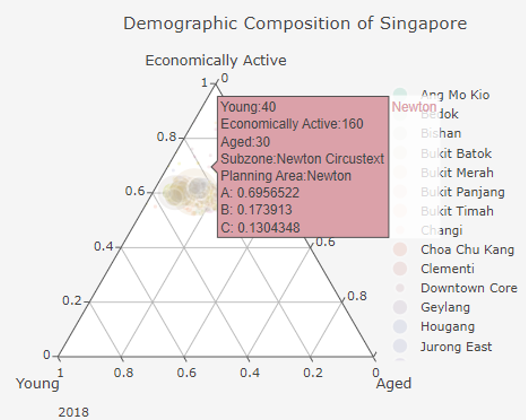 Demographic Composition of Singapore
Economically Active
1
0
Young:40
Economically Active:160
Aged:30
Subzone:Newton Circustext
Planning Area:Newton
A: 0.6956522
B: 0.173913
C: 0.1304348
Newton
0.8
0.6
0.4
0.2
0
0.6
0.8
1
0.8
0.6
0.4
0.2
0
Young
Aged
2018
Ang Mo Kio
Bedok
Bishan
Bukit Batok
Bukit Merah
Bukit Panjang
Bukit Timah
Changi
Choa Chu Kang
Clementi
Downtown Core
Geylang
Hougang
Jurong East